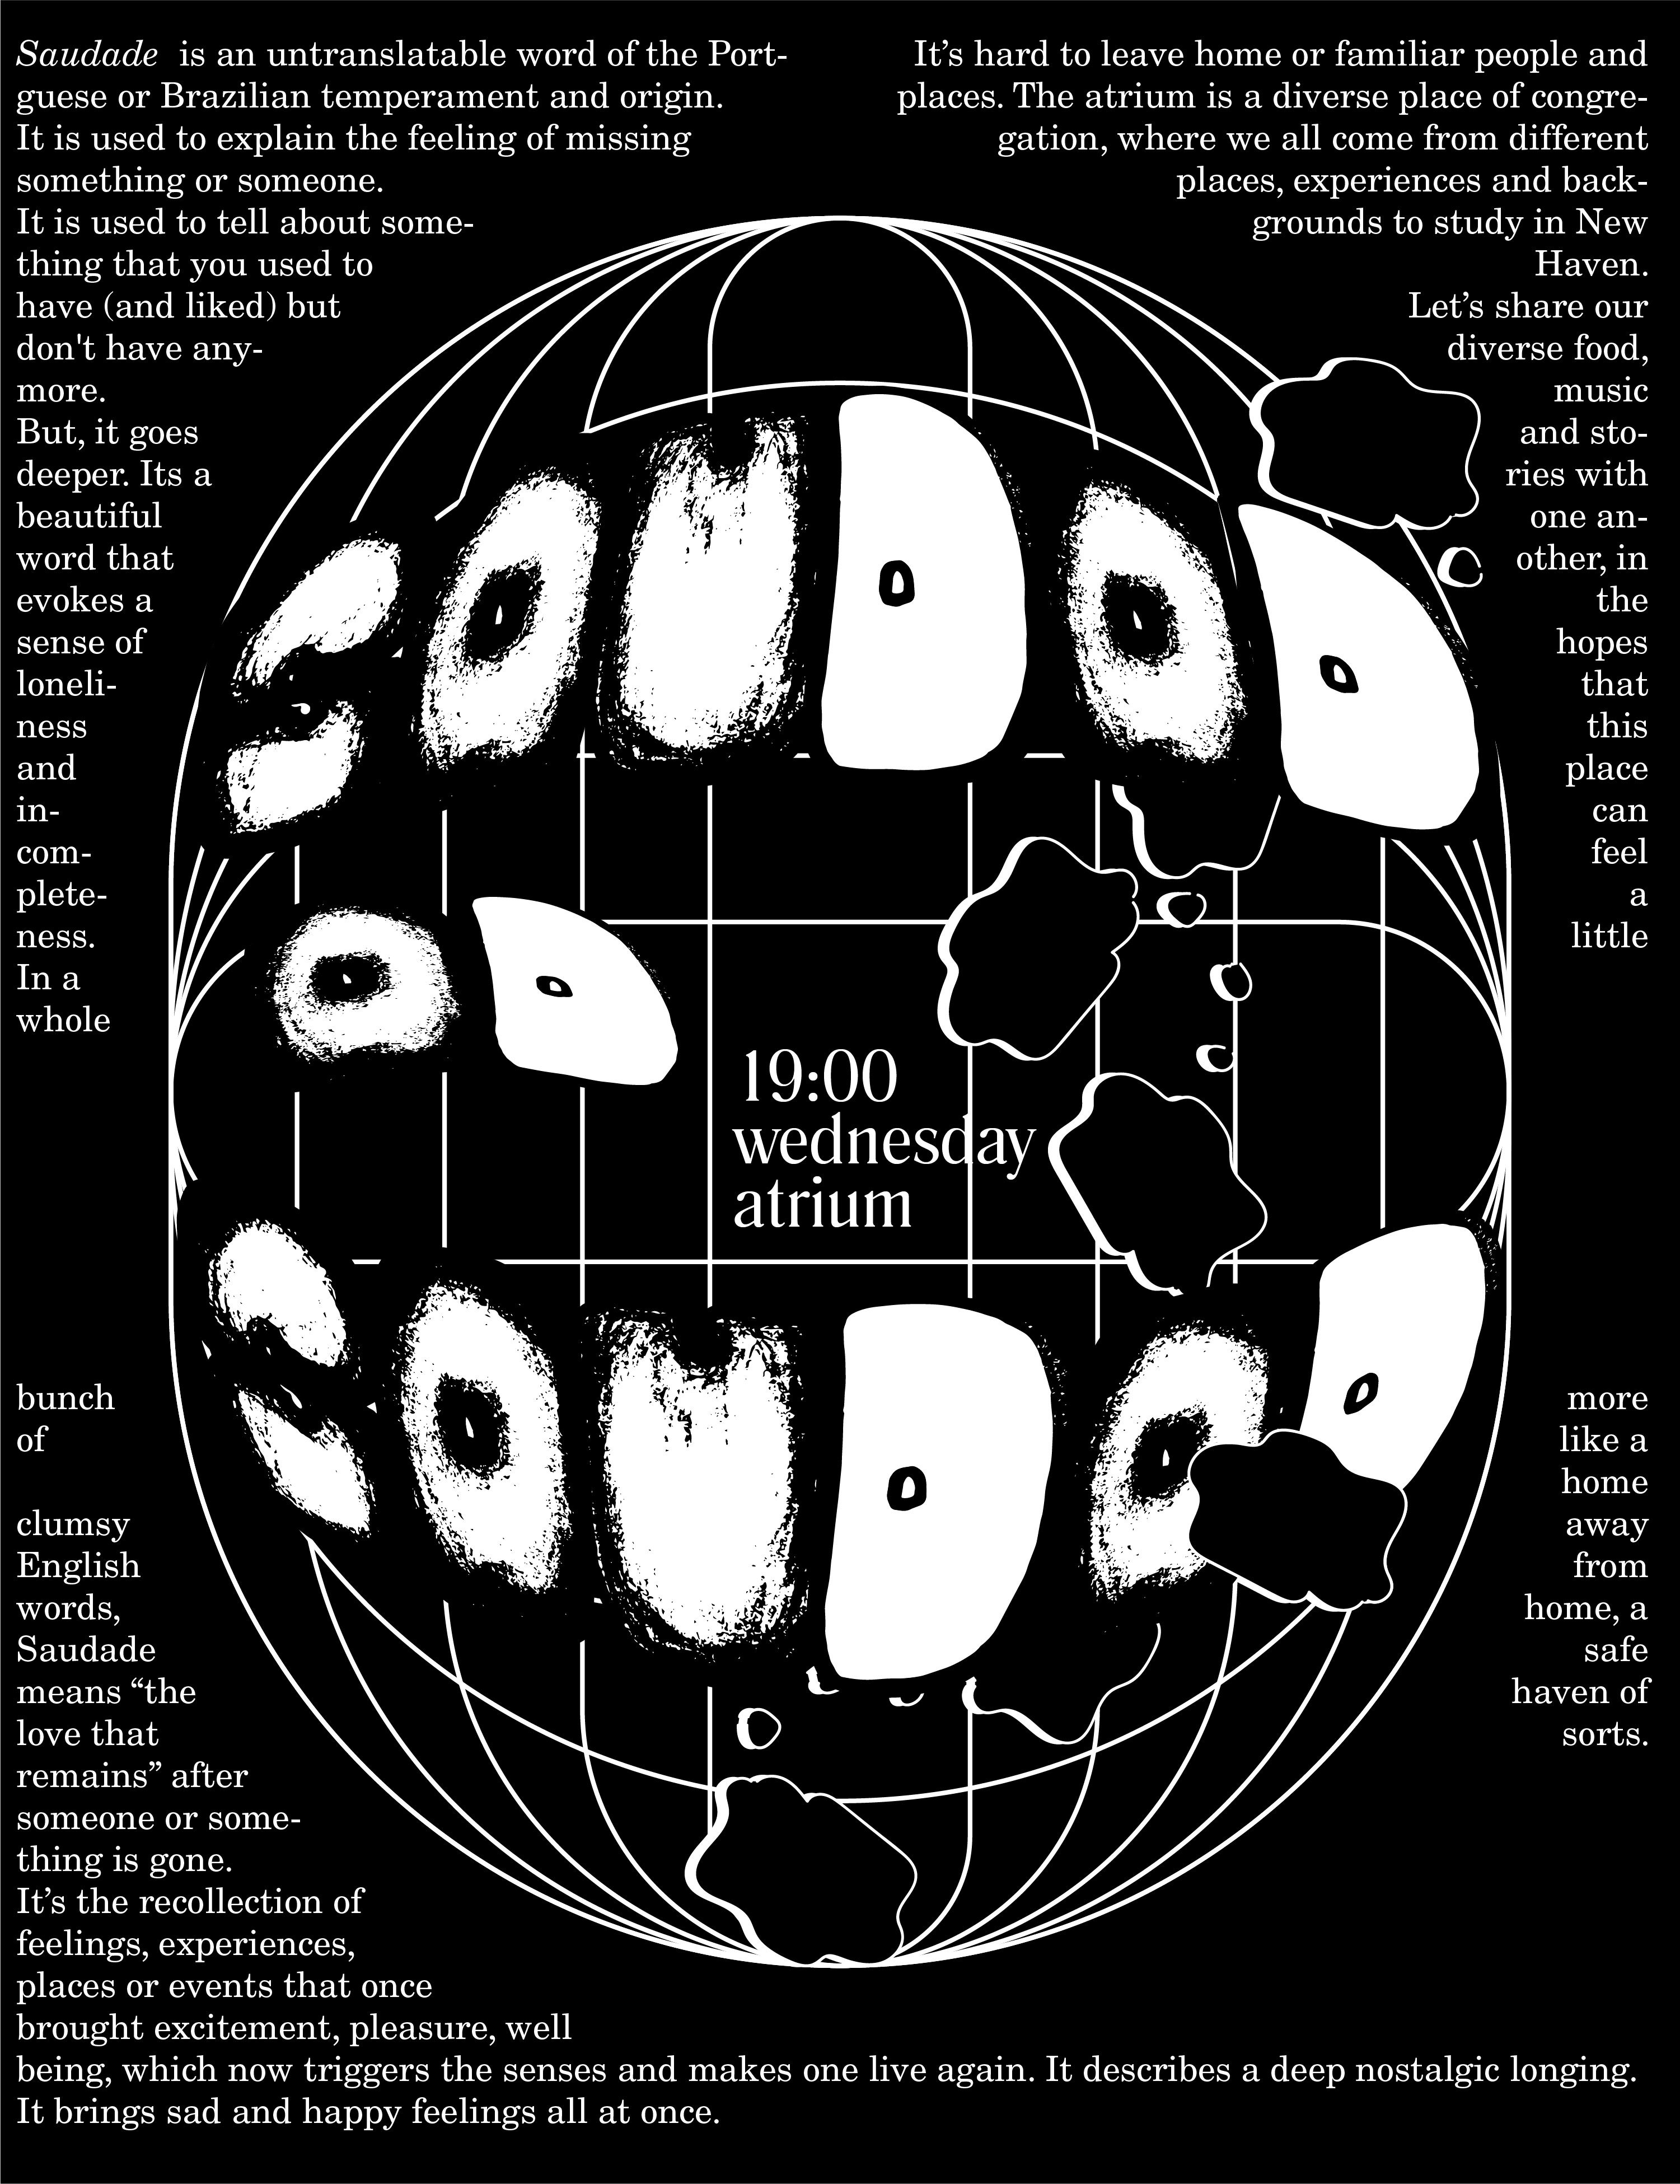 Saudade is an untranslatable word of the Port-
guese or Brazilian temperament and origin.
It is used to explain the feeling of missing
something or someone.
It is used to tell about some-
thing that you used to
have (and liked) but
don't have any-
more.
But, it goes
deeper. Its a
beautiful
word that
evokes a
sense of
loneli-
ness
and
in-
com-
plete-
ness.
In a
whole
bunch
of
clumsy
English
words,
Saudade
means “the
love that
remains” after
someone or some-
thing is gone.
It’s the recollection of
feelings, experiences,
places or events that once
brought excitement, pleasure, well
being, which now triggers the senses and makes one live again. It describes a deep nostalgic longing.
It brings sad and happy feelings all at once.
It’s hard to leave home or familiar people and
places. The atrium is a diverse place of congre-
gation, where we all come from different
places, experiences and back-
grounds to study in New
Haven.
Let’s share our
diverse food,
music
and sto-
ries with
one an-
other, in
the
hopes
that
this
place
can
feel
a
little
more
like a
home
away
from
home, a
safe
haven of
sorts.
19:00
wednesday
atrium